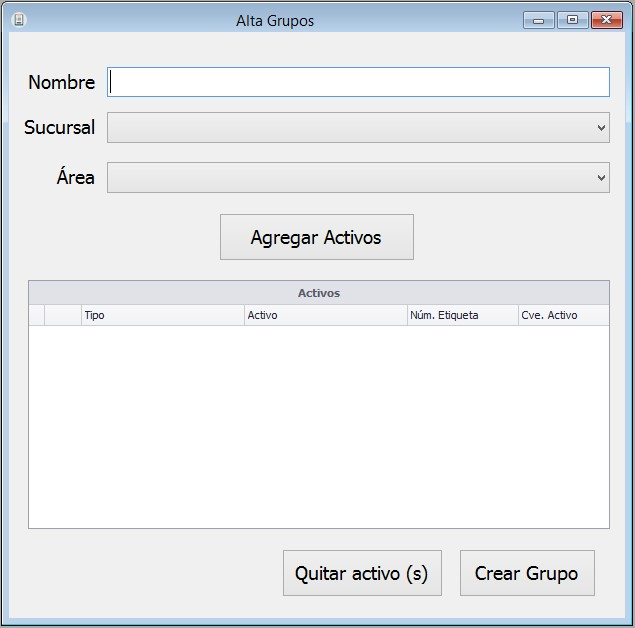 Alta Grupos
Nombre
Sucursal
Área
Agregar Activos
Activos
Tipo Activo Núm. Etiqueta Cve. Activo
Quitar activo (s) Crear Grupo